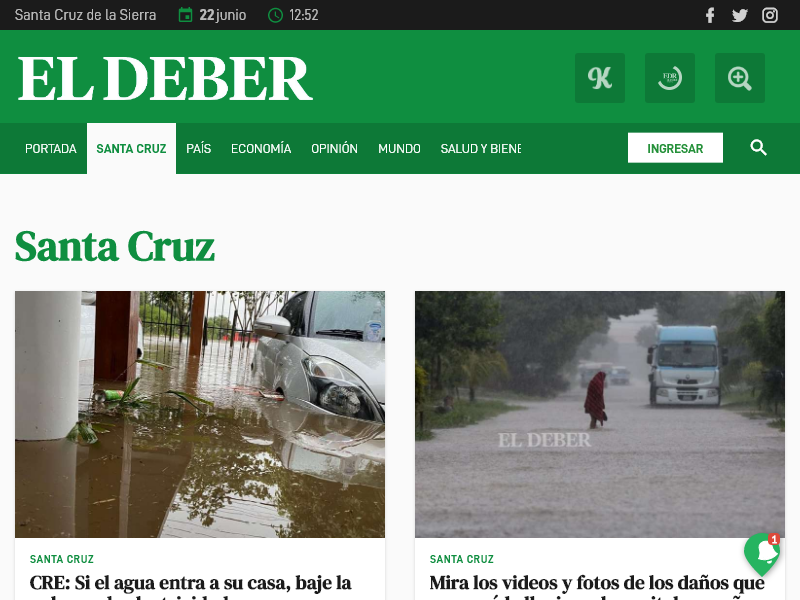 Santa Cruz de la Sierra
22 junio
12:52
EL DEBER
FDR
PORTADA
SANTA CRUZ
PAÍS
ECONOMÍA
OPINIÓN
MUNDO
SALUD Y BIENE
INGRESAR
Santa Cruz
EL DEBER
SANTA CRUZ
CRE: Si el agua entra a su casa, baje la
SANTA CRUZ
Mira los videos y fotos de los daños que
1